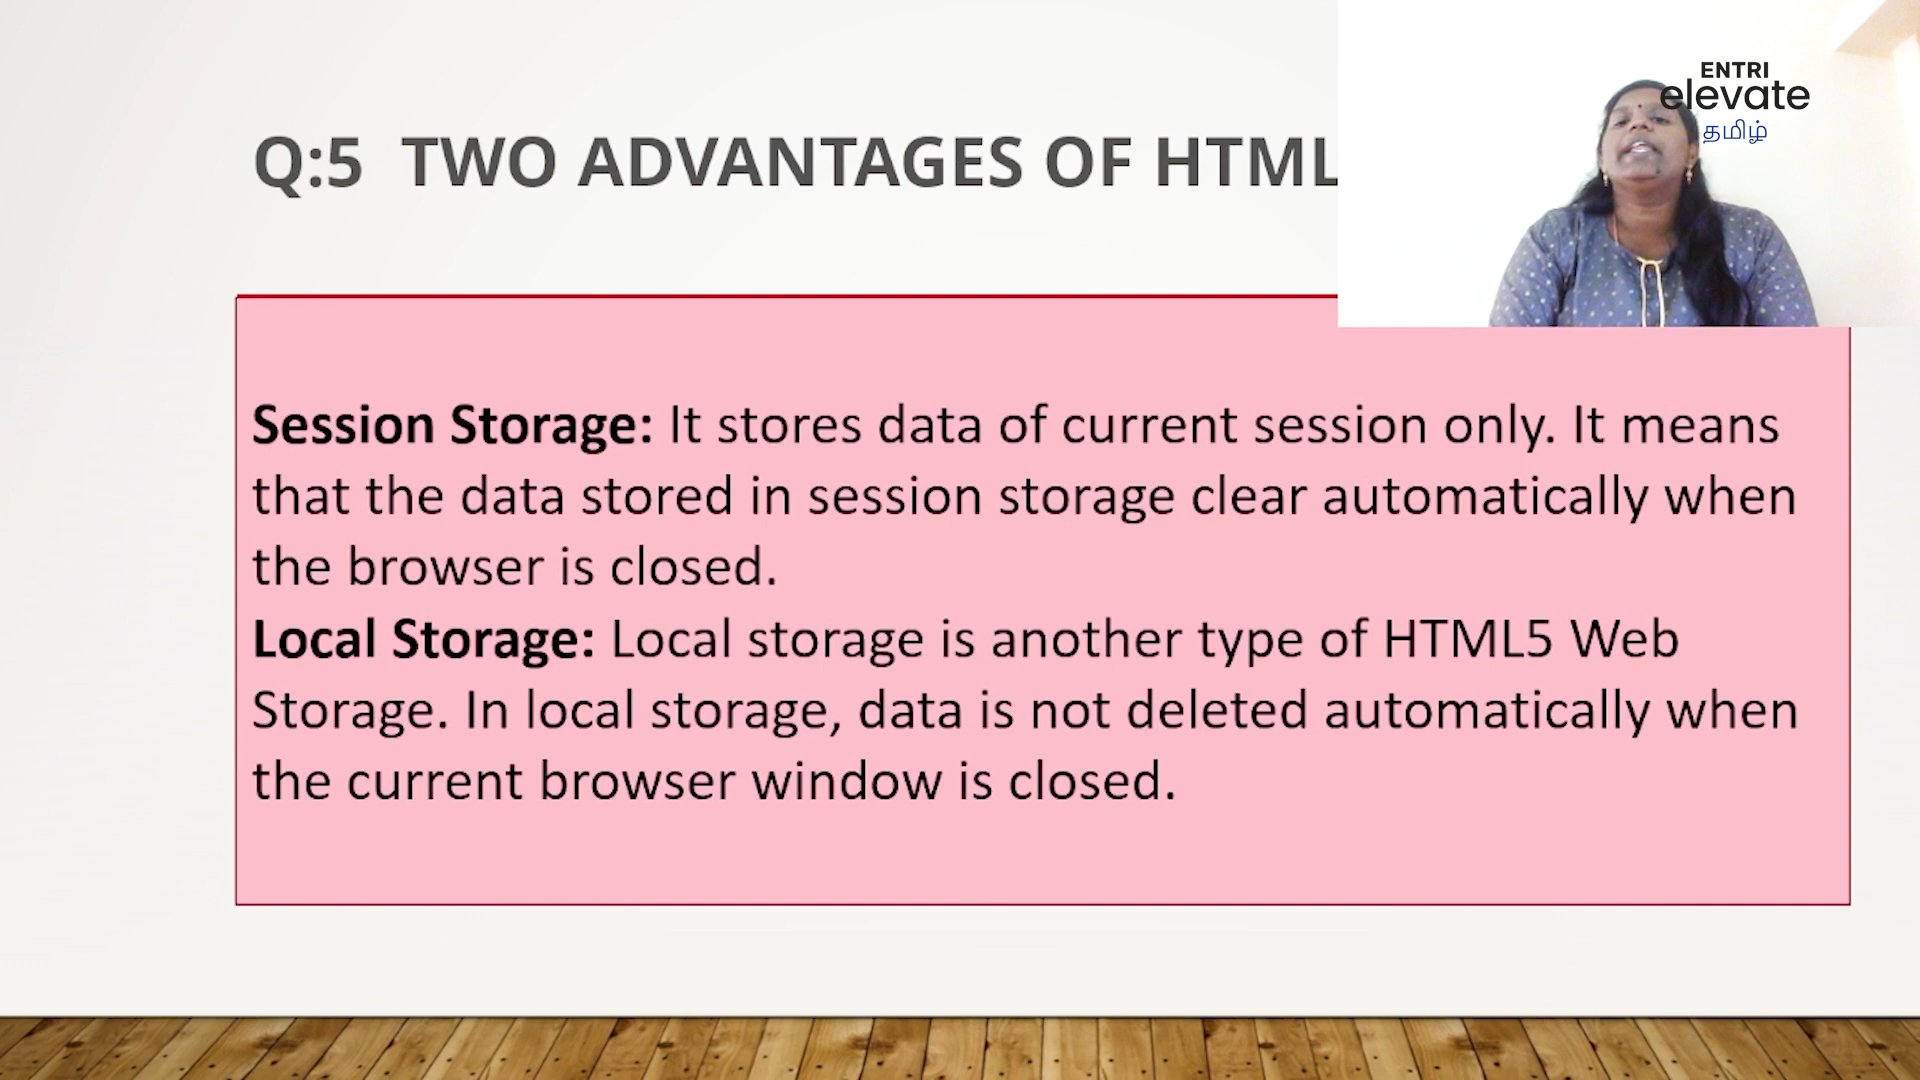 ENTRI
elevate
தமிழ்
Q:5 TWO ADVANTAGES OF HTML
Session Storage: It stores data of current session only. It means
that the data stored in session storage clear automatically when
the browser is closed.
Local Storage: Local storage is another type of HTML5 Web
Storage. In local storage, data is not deleted automatically when
the current browser window is closed.